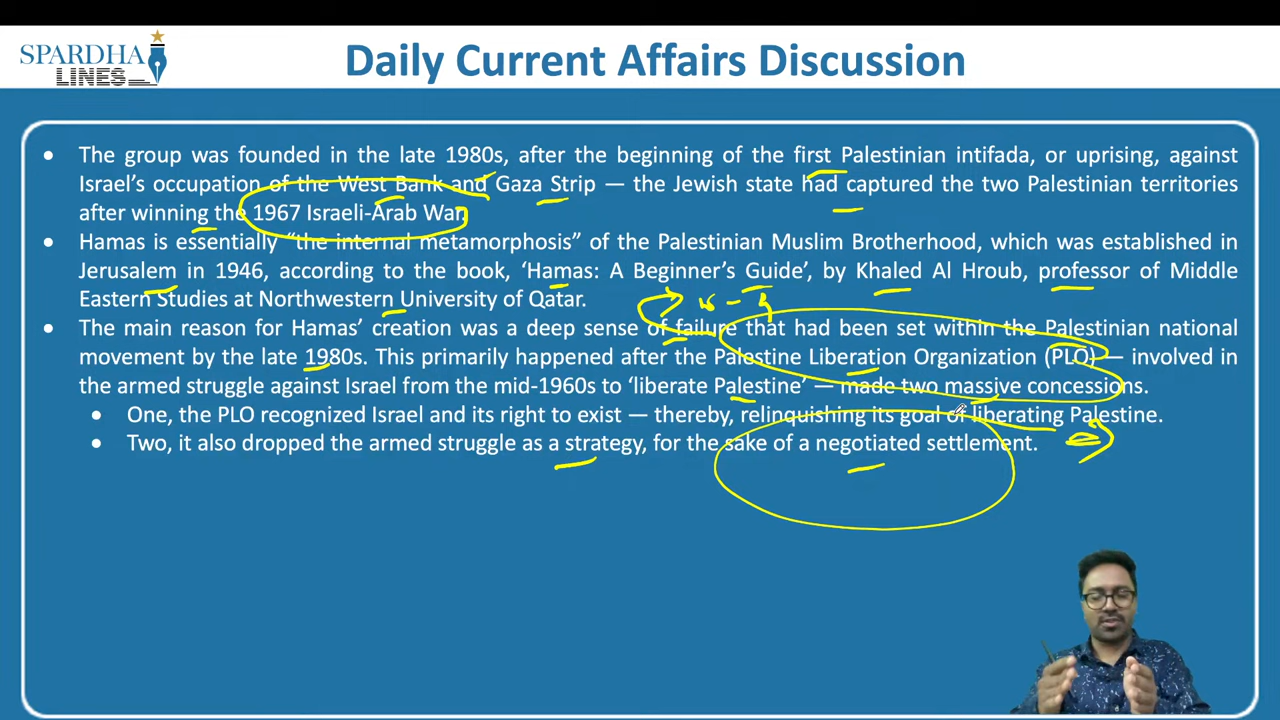 SPARDHA
LINES
Daily Current Affairs Discussion
• The group was founded in the late 1980s, after the beginning of the first Palestinian intifada, or uprising, against
Israel's occupation of the West Bank and Gaza Strip — the Jewish state had captured the two Palestinian territories
after winning the 1967 Israeli-Arab War.
• Hamas is essentially “the internal metamorphosis” of the Palestinian Muslim Brotherhood, which was established in
Jerusalem in 1946, according to the book, ‘Hamas: A Beginner's Guide’, by Khaled Al Hroub, professor of Middle
Eastern Studies at Northwestern University of Qatar.
• The main reason for Hamas’ creation was a deep sense of failure that had been set within the Palestinian national
movement by the late 1980s. This primarily happened after the Palestine Liberation Organization (PLO) — involved in
the armed struggle against Israel from the mid-1960s to ‘liberate Palestine’ — made two massive concessions.
• One, the PLO recognized Israel and its right to exist — thereby, relinquishing its goal of liberating Palestine.
• Two, it also dropped the armed struggle as a strategy, for the sake of a negotiated settlement.